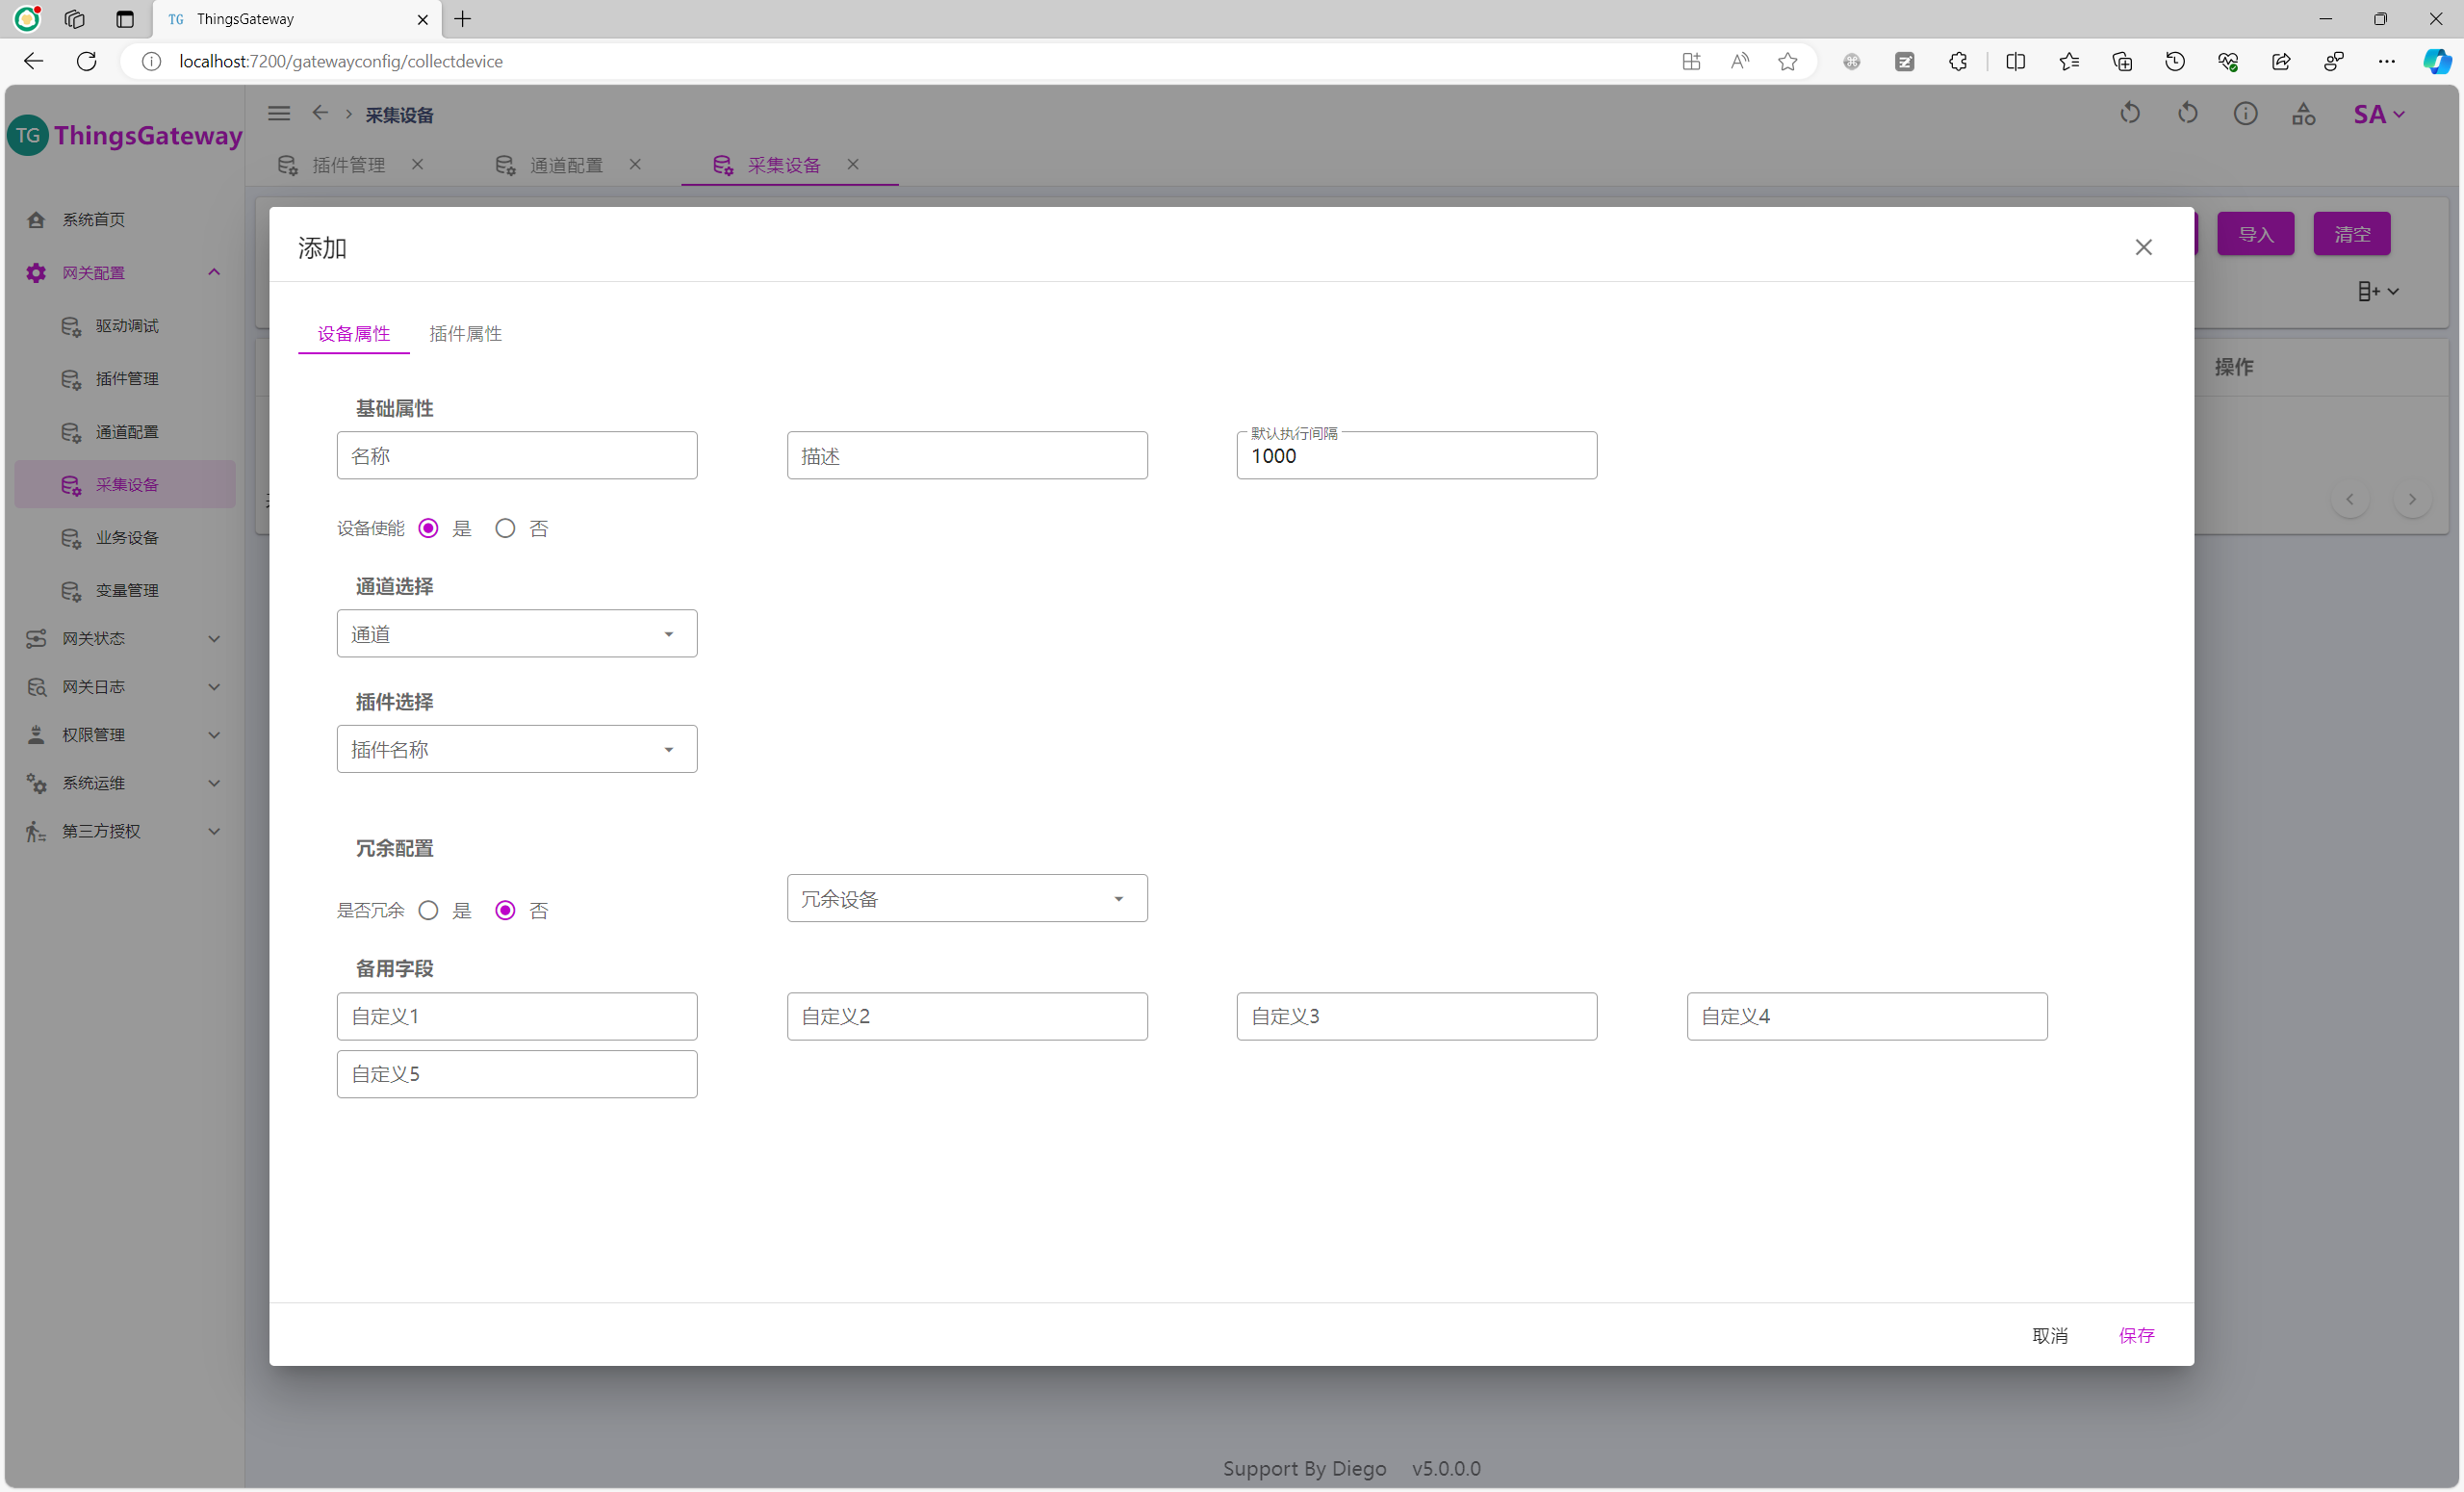 TG ThingsGateway
localhost:7200/gatewayconfig/collectdevice
TG ThingsGateway
采集设备
SA
插件管理
通道配置
采集设备
系统首页
网关配置
驱动调试
插件管理
通道配置
采集设备
业务设备
变量管理
网关状态
网关日志
权限管理
系统运维
第三方授权
导入
清空
操作
添加
设备属性
插件属性
基础属性
名称
描述
默认执行间隔
1000
设备使能 是 否
通道选择
通道
插件选择
插件名称
冗余配置
是否冗余 是 否
冗余设备
备用字段
自定义1
自定义2
自定义3
自定义4
自定义5
取消
保存
Support By Diego v5.0.0.0